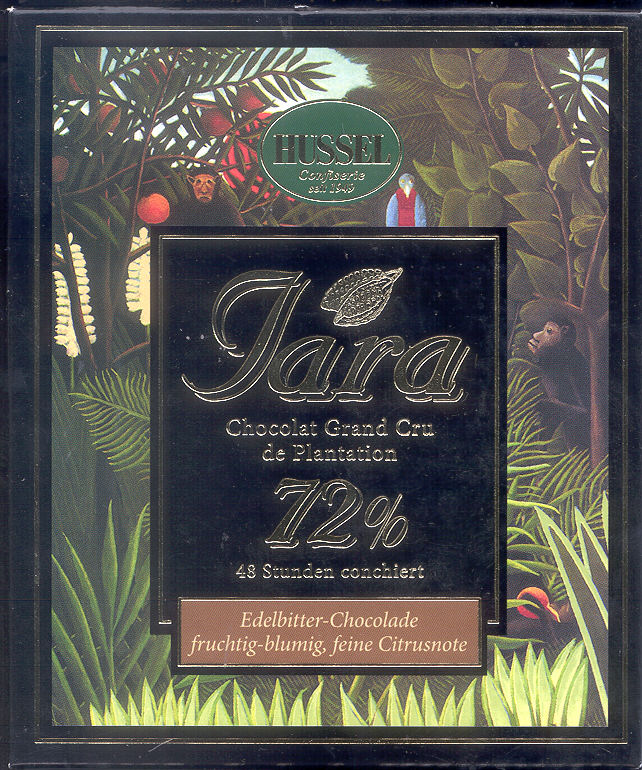 HUSSEL
Confiserie
seit 1949
Jara
Chocolat Grand Cru
de Plantation
72%
48 Stunden conchiert
Edelbitter-Chocolade
fruchtig-blumig, feine Citrusnote